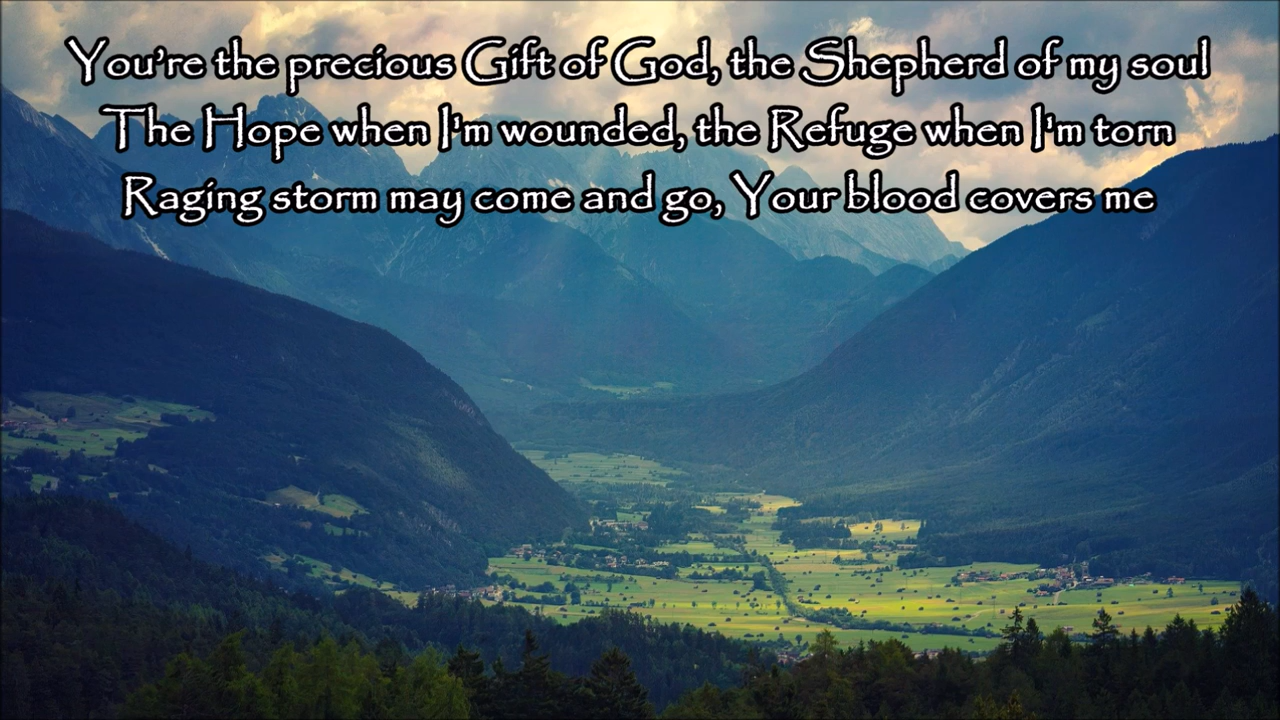 You're the precious Gift of God, the Shepherd of my soul
The Hope when I'm wounded, the Refuge when I'm torn
Raging storm may come and go, Your blood covers me